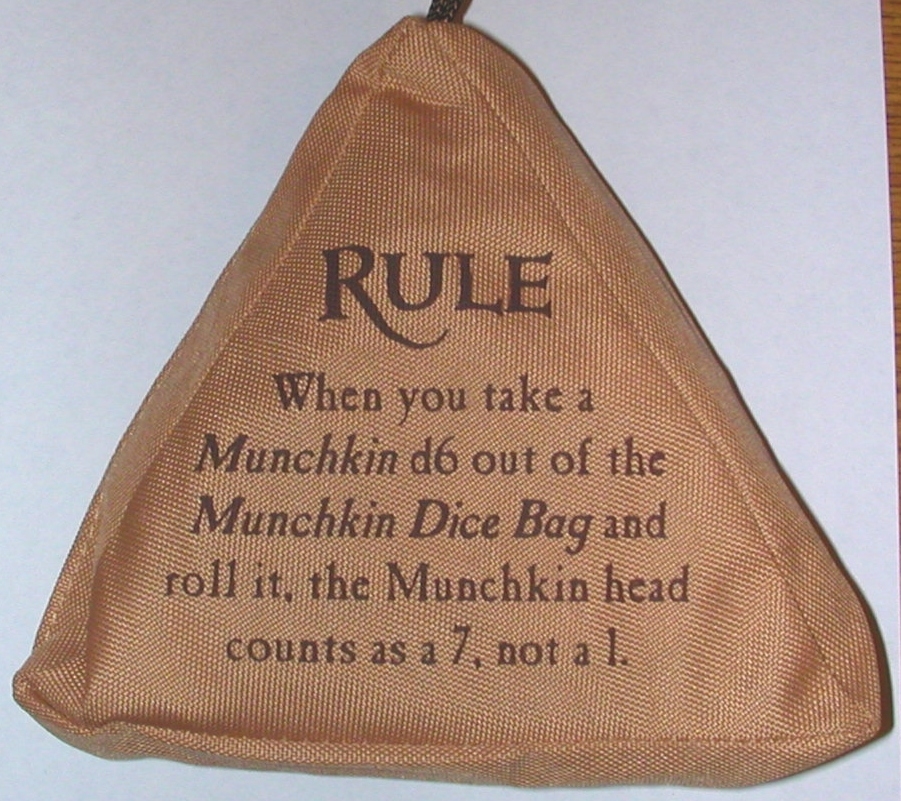 RULE
When you take a
Munchkin d6 out of the
Munchkin Dice Bag and
roll it, the Munchkin head
counts as a 7, not a 1.